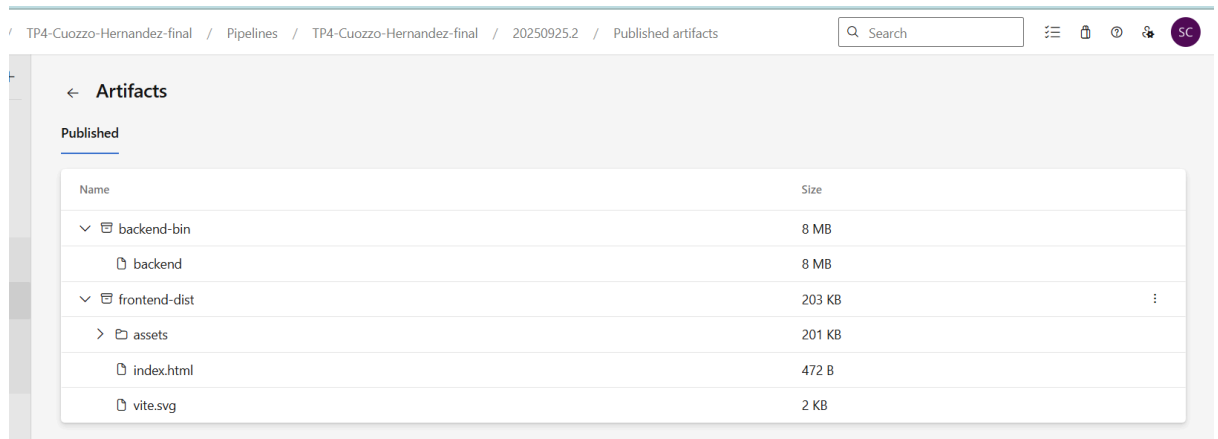 / TP4-Cuozzo-Hernandez-final / Pipelines / TP4-Cuozzo-Hernandez-final / 20250925.2 / Published artifacts Search SC
← Artifacts
Published
Name Size
backend-bin 8 MB
backend 8 MB
frontend-dist 203 KB
assets 201 KB
index.html 472 B
vite.svg 2 KB